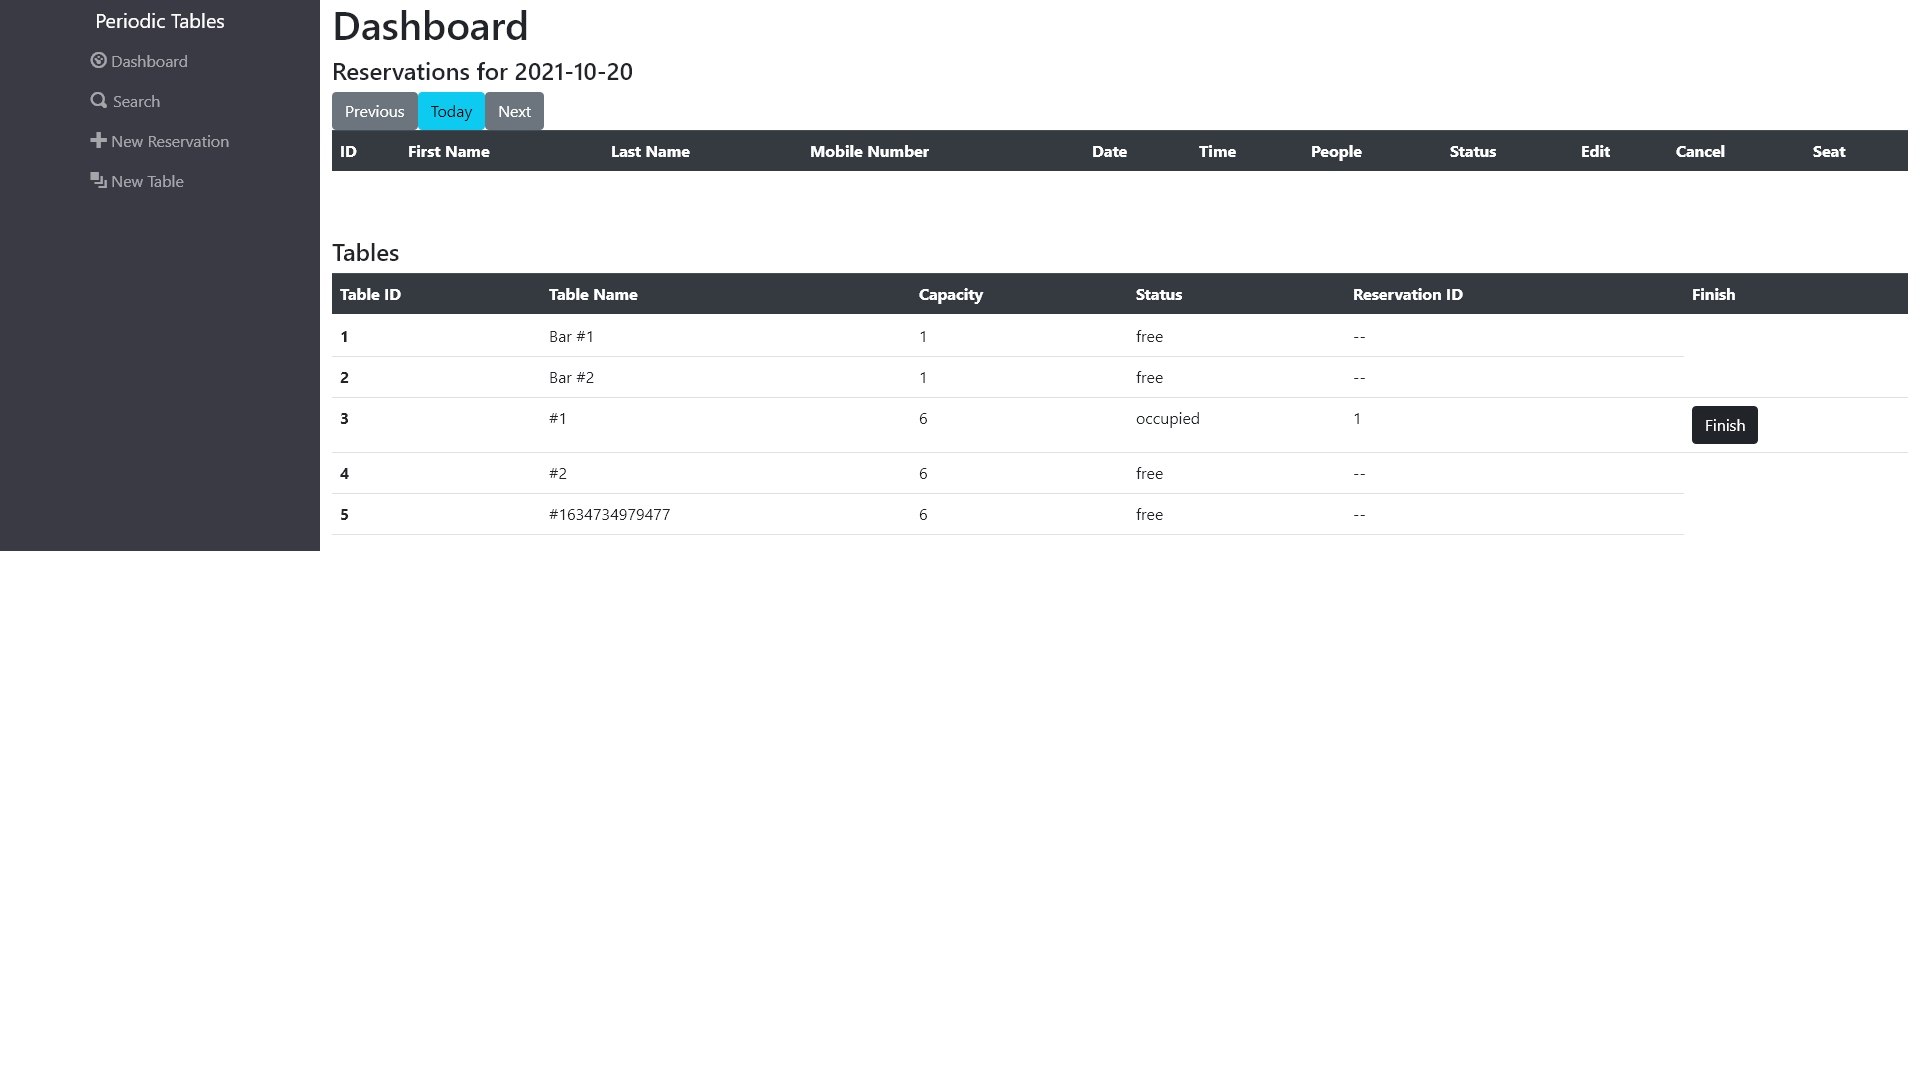 Periodic Tables
Dashboard
Search
New Reservation
New Table
Dashboard
Reservations for 2021-10-20
Previous Today Next
ID First Name Last Name Mobile Number Date Time People Status Edit Cancel Seat
Tables
Table ID Table Name Capacity Status Reservation ID Finish
1 Bar #1 1 free --
2 Bar #2 1 free --
3 #1 6 occupied 1 Finish
4 #2 6 free --
5 #1634734979477 6 free --